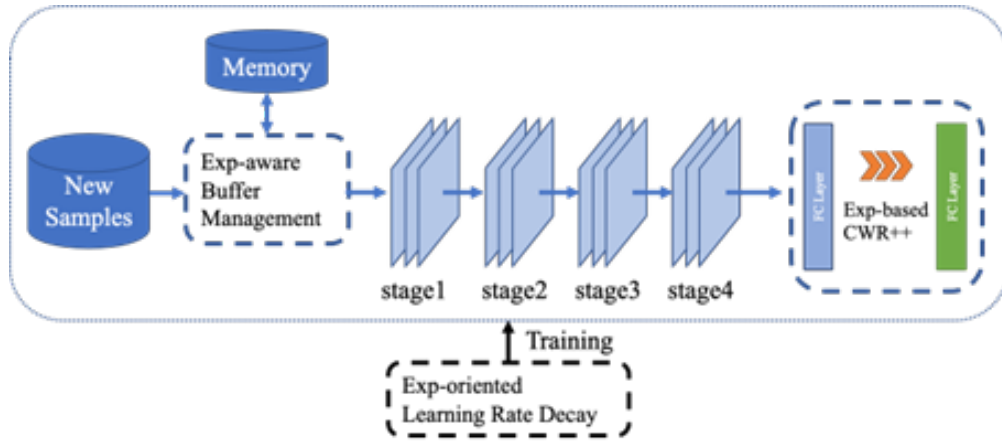 Memory
New
Samples
Exp-aware
Buffer
Management
stage1
stage2
stage3
stage4
FC Layer
Exp-based
CWR++
FC Layer
Training
Exp-oriented
Learning Rate Decay